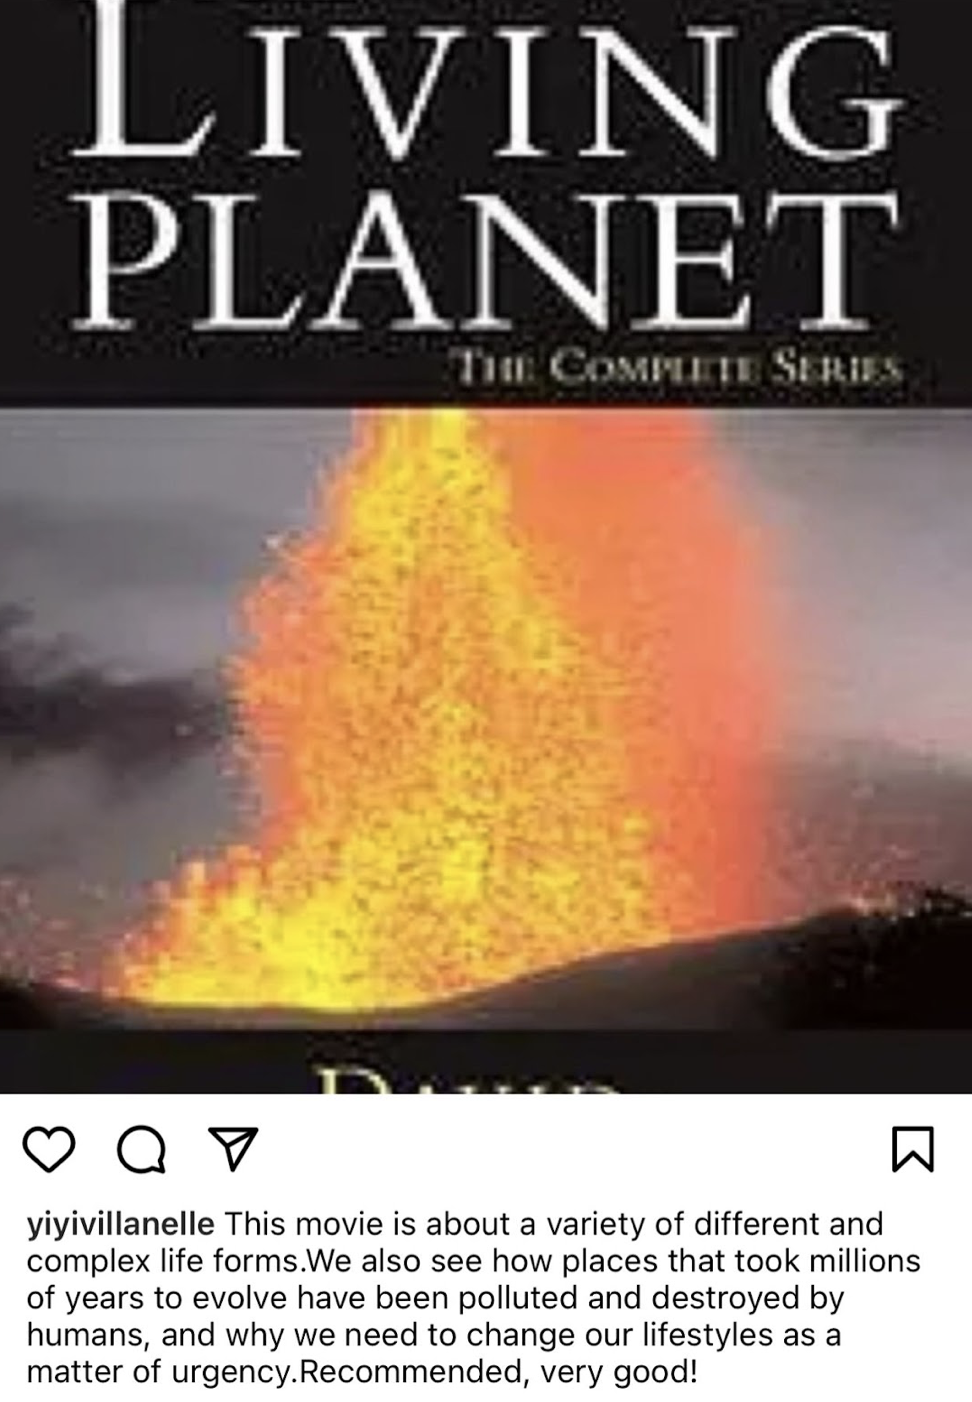 LIVING
PLANET
THE COMPLETE SERIES
yiyivillanelle This movie is about a variety of different and
complex life forms.We also see how places that took millions
of years to evolve have been polluted and destroyed by
humans, and why we need to change our lifestyles as a
matter of urgency.Recommended, very good!